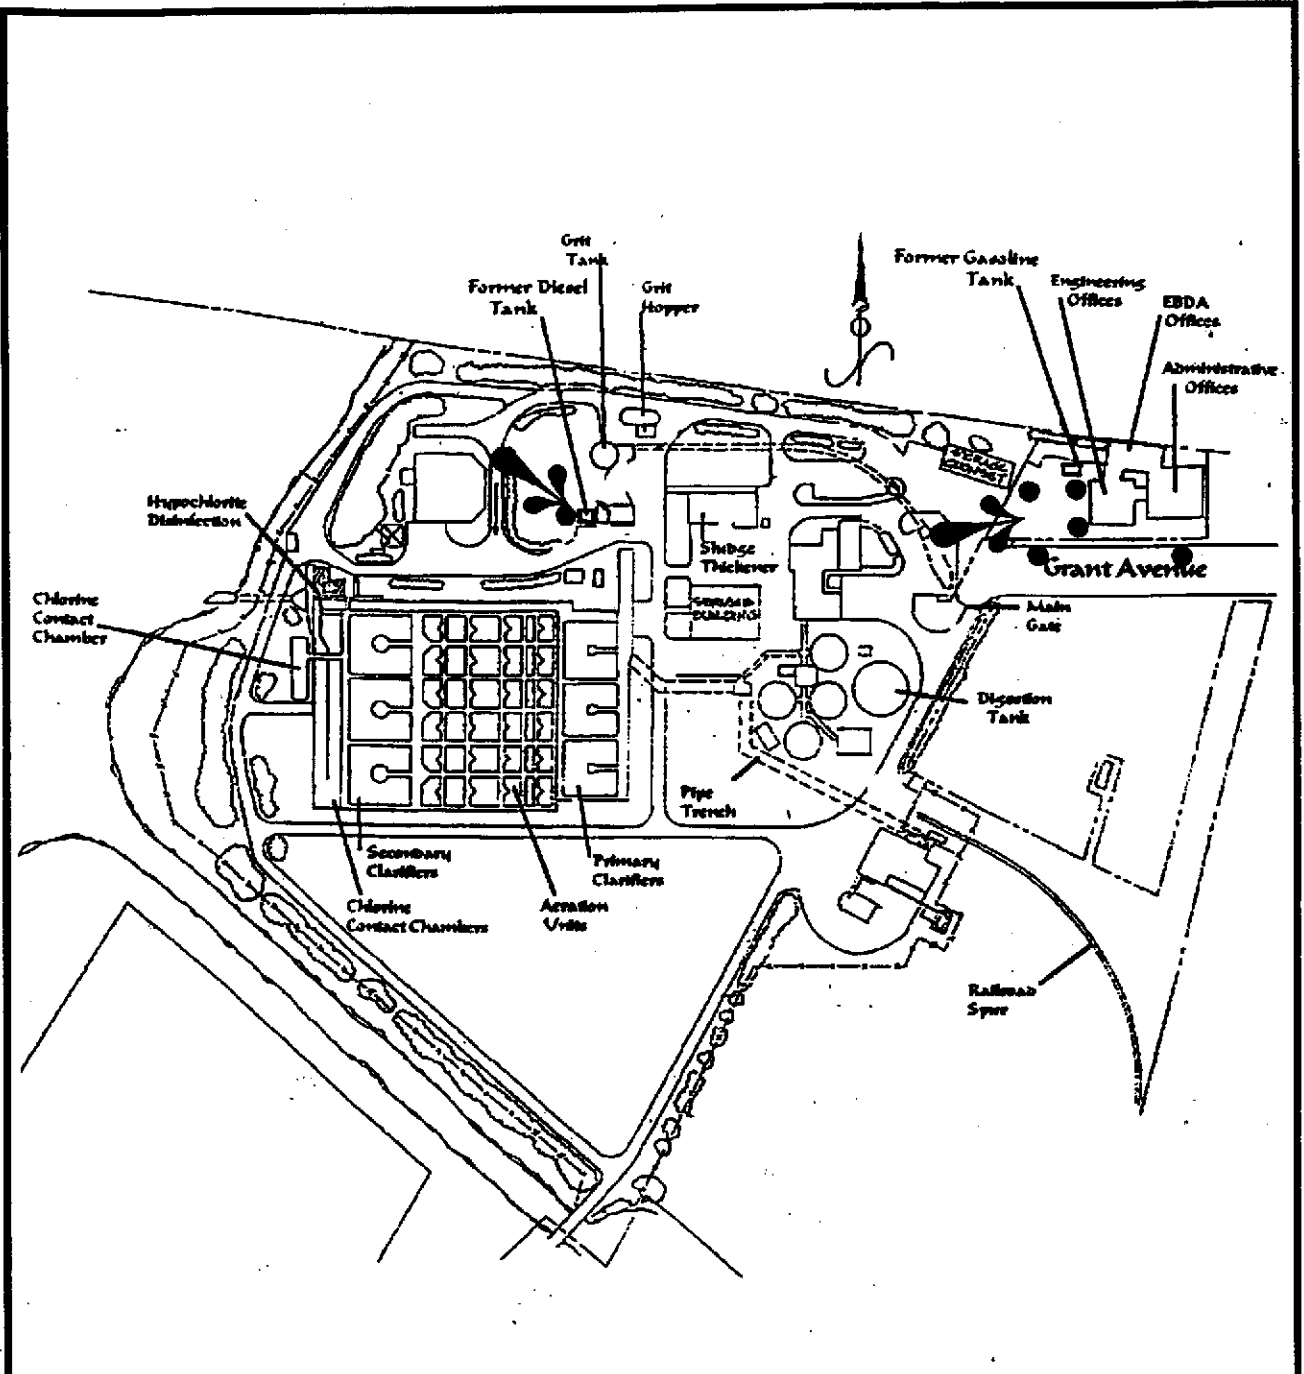 Grit
Tank
Former Diesel
Tank
Grit
Hopper
Former Gasoline
Tank
Engineering
Offices
EBDA
Offices
Administrative
Offices
Hypochlorite
Disinfection
Sludge
Thickener
Grant Avenue
Chlorine
Contact
Chamber
Main
Gate
Digestion
Tank
Pipe
Trench
Secondary
Clarifiers
Primary
Clarifiers
Chlorine
Contact Chambers
Aeration
Units
Railroad
Spur